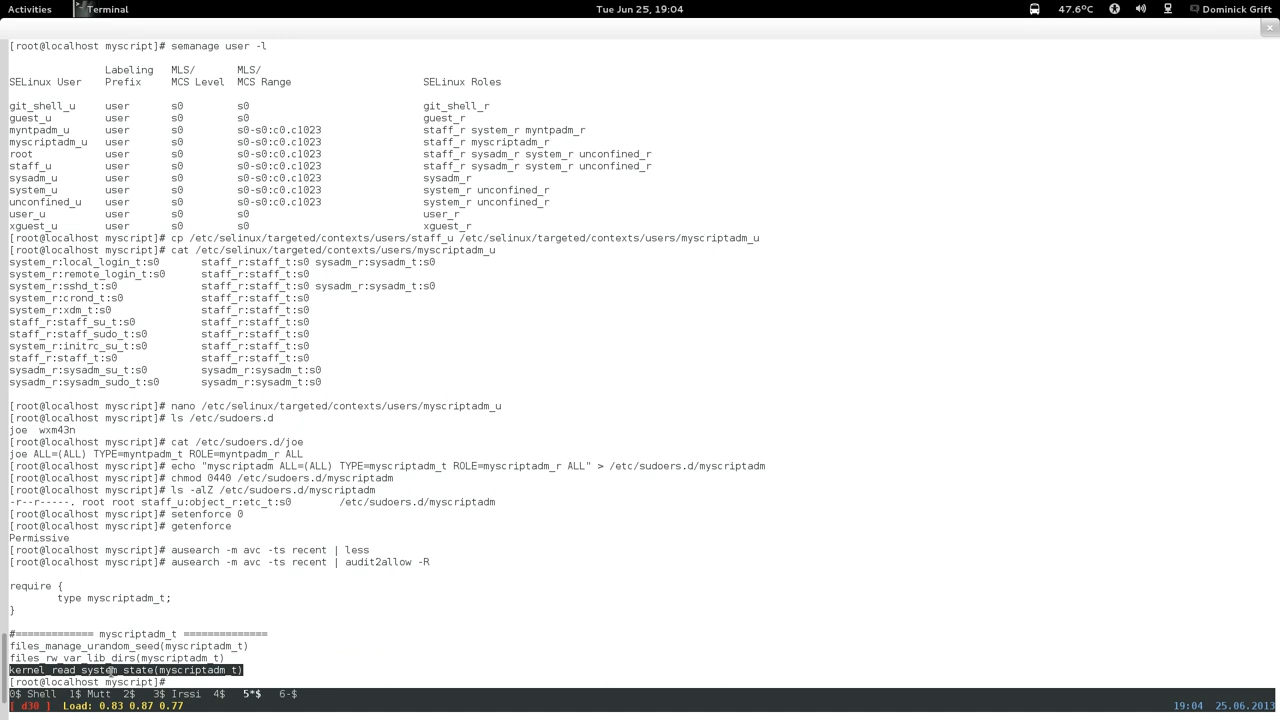 Activities Terminal Tue Jun 25, 19:04 47.6°C Dominick Grift
[root@localhost myscript]# semanage user -l
Labeling MLS/ MLS/
SELinux User Prefix MCS Level MCS Range SELinux Roles
git_shell_u user s0 s0 git_shell_r
guest_u user s0 s0 guest_r
myntpadm_u user s0 s0-s0:c0.c1023 staff_r system_r myntpadm_r
myscriptadm_u user s0 s0-s0:c0.c1023 staff_r myscriptadm_r
root user s0 s0-s0:c0.c1023 staff_r sysadm_r system_r unconfined_r
staff_u user s0 s0-s0:c0.c1023 staff_r sysadm_r system_r unconfined_r
sysadm_u user s0 s0-s0:c0.c1023 sysadm_r
system_u user s0 s0-s0:c0.c1023 system_r unconfined_r
unconfined_u user s0 s0-s0:c0.c1023 system_r unconfined_r
user_u user s0 s0 user_r
xguest_u user s0 s0 xguest_r
[root@localhost myscript]# cp /etc/selinux/targeted/contexts/users/staff_u /etc/selinux/targeted/contexts/users/myscriptadm_u
[root@localhost myscript]# cat /etc/selinux/targeted/contexts/users/myscriptadm_u
system_r:local_login_t:s0 staff_r:staff_t:s0 sysadm_r:sysadm_t:s0
system_r:remote_login_t:s0 staff_r:staff_t:s0
system_r:sshd_t:s0 staff_r:staff_t:s0 sysadm_r:sysadm_t:s0
system_r:crond_t:s0 staff_r:staff_t:s0
system_r:xdm_t:s0 staff_r:staff_t:s0
staff_r:staff_su_t:s0 staff_r:staff_t:s0
staff_r:staff_sudo_t:s0 staff_r:staff_t:s0
system_r:initrc_su_t:s0 staff_r:staff_t:s0
staff_r:staff_t:s0 staff_r:staff_t:s0
sysadm_r:sysadm_su_t:s0 sysadm_r:sysadm_t:s0
sysadm_r:sysadm_sudo_t:s0 sysadm_r:sysadm_t:s0
[root@localhost myscript]# nano /etc/selinux/targeted/contexts/users/myscriptadm_u
[root@localhost myscript]# ls /etc/sudoers.d
joe wxm43n
[root@localhost myscript]# cat /etc/sudoers.d/joe
joe ALL=(ALL) TYPE=myntpadm_t ROLE=myntpadm_r ALL
[root@localhost myscript]# echo "myscriptadm ALL=(ALL) TYPE=myscriptadm_t ROLE=myscriptadm_r ALL" > /etc/sudoers.d/myscriptadm
[root@localhost myscript]# chmod 0440 /etc/sudoers.d/myscriptadm
[root@localhost myscript]# ls -alZ /etc/sudoers.d/myscriptadm
-r--r-----. root root staff_u:object_r:etc_t:s0 /etc/sudoers.d/myscriptadm
[root@localhost myscript]# setenforce 0
[root@localhost myscript]# getenforce
Permissive
[root@localhost myscript]# ausearch -m avc -ts recent | less
[root@localhost myscript]# ausearch -m avc -ts recent | audit2allow -R
require {
type myscriptadm_t;
}
#============= myscriptadm_t ==============
files_manage_urandom_seed(myscriptadm_t)
files_rw_var_lib_dirs(myscriptadm_t)
kernel_read_system_state(myscriptadm_t)
[root@localhost myscript]#
0$ Shell 1$ Mutt 2$ 3$ Irssi 4$ 5*$ 6-$
[ d30 ] Load: 0.83 0.87 0.77 19:04 25.06.2013